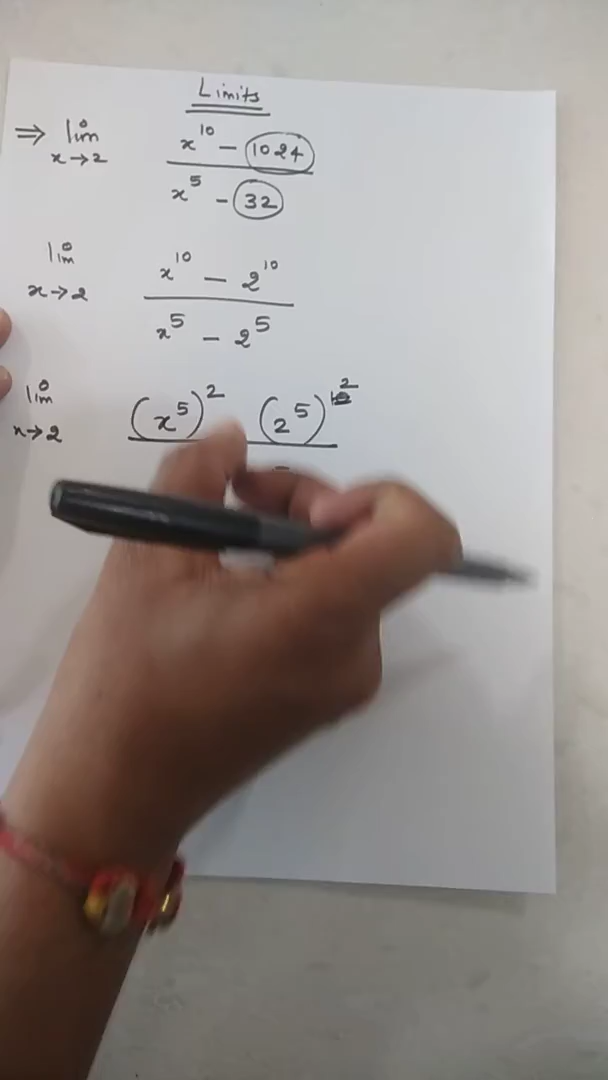 Limits
⇒ lim x→2 x^10 − 1024 / x^5 − 32
lim x→2 x^10 − 2^10 / x^5 − 2^5
lim x→2 (x^5)^2 (2^5)^2